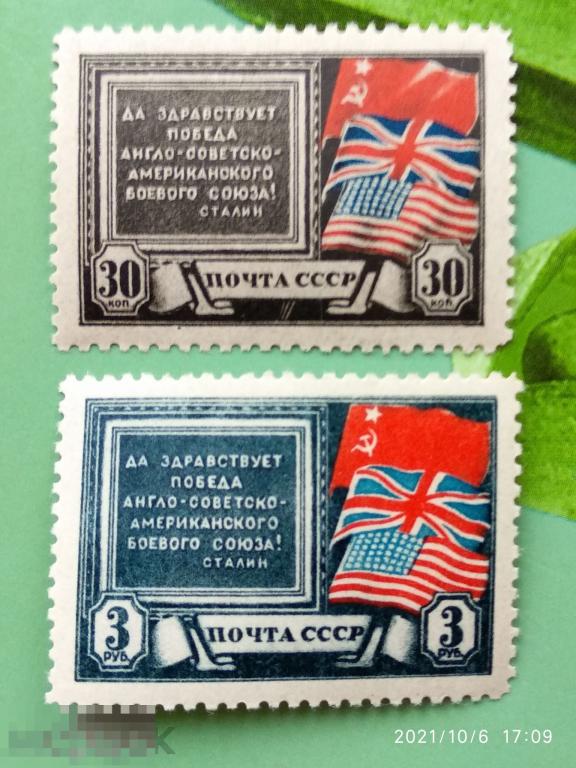 ДА ЗДРАВСТВУЕТ
ПОБЕДА
АНГЛО-СОВЕТСКО-
АМЕРИКАНСКОГО
БОЕВОГО СОЮЗА!
СТАЛИН
30 КОП.
ПОЧТА СССР
30 КОП.
ДА ЗДРАВСТВУЕТ
ПОБЕДА
АНГЛО-СОВЕТСКО-
АМЕРИКАНСКОГО
БОЕВОГО СОЮЗА!
СТАЛИН
3 РУБ.
ПОЧТА СССР
3 РУБ.
2021/10/6 17:09